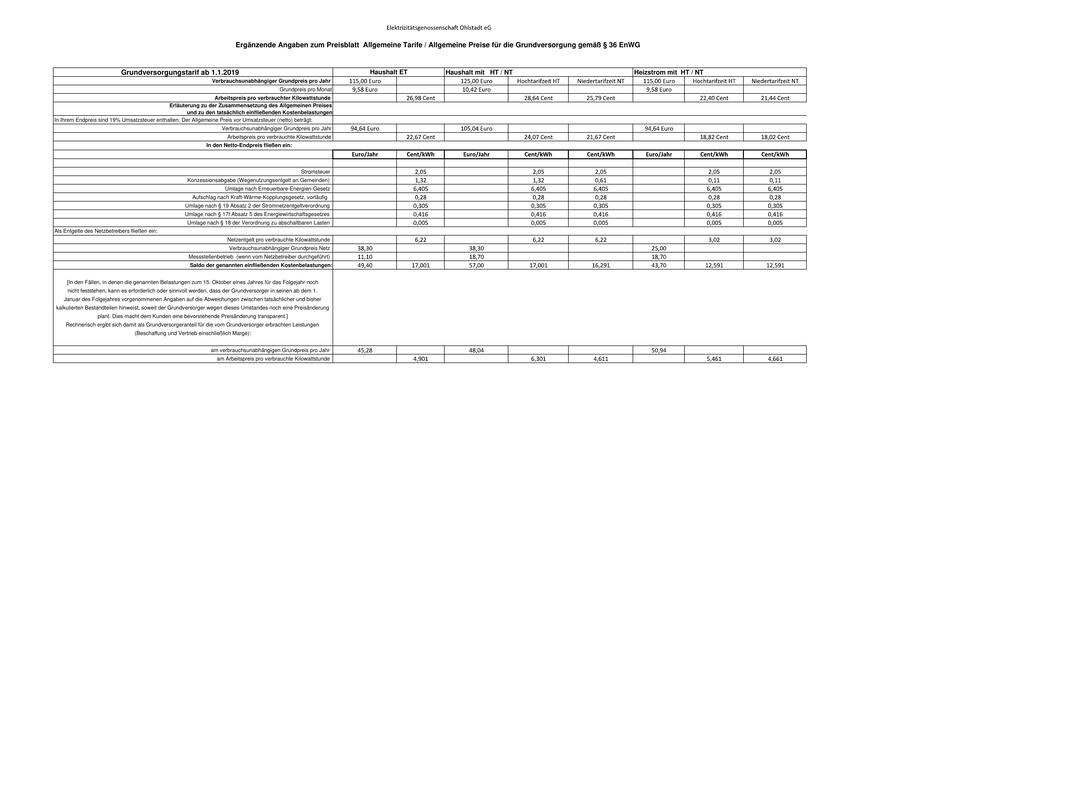 Elektrizitätsgenossenschaft Ohlstadt eG
Ergänzende Angaben zum Preisblatt  Allgemeine Tarife / Allgemeine Preise für die Grundversorgung gemäß § 36 EnWG
Grundversorgungstarif ab 1.1.2019 Haushalt ET Haushalt mit  HT / NT Heizstrom mit  HT / NT
Verbrauchsunabhängiger Grundpreis pro Jahr 115,00 Euro 125,00 Euro Hochtarifzeit HT Niedertarifzeit NT 115,00 Euro Hochtarifzeit HT Niedertarifzeit NT
Grundpreis pro Monat 9,58 Euro 10,42 Euro 9,58 Euro
Arbeitspreis pro verbrauchter Kilowattstunde 26,98 Cent 28,64 Cent 25,79 Cent 22,40 Cent 21,44 Cent
Erläuterung zu der Zusammensetzung des Allgemeinen Preises
und zu den tatsächlich einfließenden Kostenbelastungen
In Ihrem Endpreis sind 19% Umsatzsteuer enthalten. Der Allgemeine Preis vor Umsatzsteuer (netto) beträgt:
Verbrauchsunabhängiger Grundpreis pro Jahr 94,64 Euro 105,04 Euro 94,64 Euro
Arbeitspreis pro verbrauchte Kilowattstunde 22,67 Cent 24,07 Cent 21,67 Cent 18,82 Cent 18,02 Cent
In den Netto-Endpreis fließen ein:
Euro/Jahr Cent/kWh Euro/Jahr Cent/kWh Cent/kWh Euro/Jahr Cent/kWh Cent/kWh
Stromsteuer 2,05 2,05 2,05 2,05 2,05
Konzessionsabgabe (Wegenutzungsentgelt an Gemeinden) 1,32 1,32 0,61 0,11 0,11
Umlage nach Erneuerbare-Energien-Gesetz 6,405 6,405 6,405 6,405 6,405
Aufschlag nach Kraft-Wärme-Kopplungsgesetz, vorläufig 0,28 0,28 0,28 0,28 0,28
Umlage nach § 19 Absatz 2 der Stromnetzentgeltverordnung 0,305 0,305 0,305 0,305 0,305
Umlage nach § 17f Absatz 5 des Energiewirtschaftsgesetzes 0,416 0,416 0,416 0,416 0,416
Umlage nach § 18 der Verordnung zu abschaltbaren Lasten 0,005 0,005 0,005 0,005 0,005
Als Entgelte des Netzbetreibers fließen ein:
Netzentgelt pro verbrauchte Kilowattstunde 6,22 6,22 6,22 3,02 3,02
Verbrauchsunabhängiger Grundpreis Netz 38,30 38,30 25,00
Messstellenbetrieb  (wenn vom Netzbetreiber durchgeführt) 11,10 18,70 18,70
Saldo der genannten einfließenden Kostenbelastungen: 49,40 17,001 57,00 17,001 16,291 43,70 12,591 12,591
[In den Fällen, in denen die genannten Belastungen zum 15. Oktober eines Jahres für das Folgejahr noch
nicht feststehen, kann es erforderlich oder sinnvoll werden, dass der Grundversorger in seinen ab dem 1.
Januar des Folgejahres vorgenommenen Angaben auf die Abweichungen zwischen tatsächlicher und bisher
kalkulierten Bestandteilen hinweist, soweit der Grundversorger wegen dieses Umstandes noch eine Preisänderung
plant. Dies macht dem Kunden eine bevorstehende Preisänderung transparent.]
Rechnerisch ergibt sich damit als Grundversorgeranteil für die vom Grundversorger erbrachten Leistungen
(Beschaffung und Vertrieb einschließlich Marge):
am verbrauchsunabhängigen Grundpreis pro Jahr 45,28 48,04 50,94
am Arbeitspreis pro verbrauchte Kilowattstunde 4,901 6,301 4,611 5,461 4,661